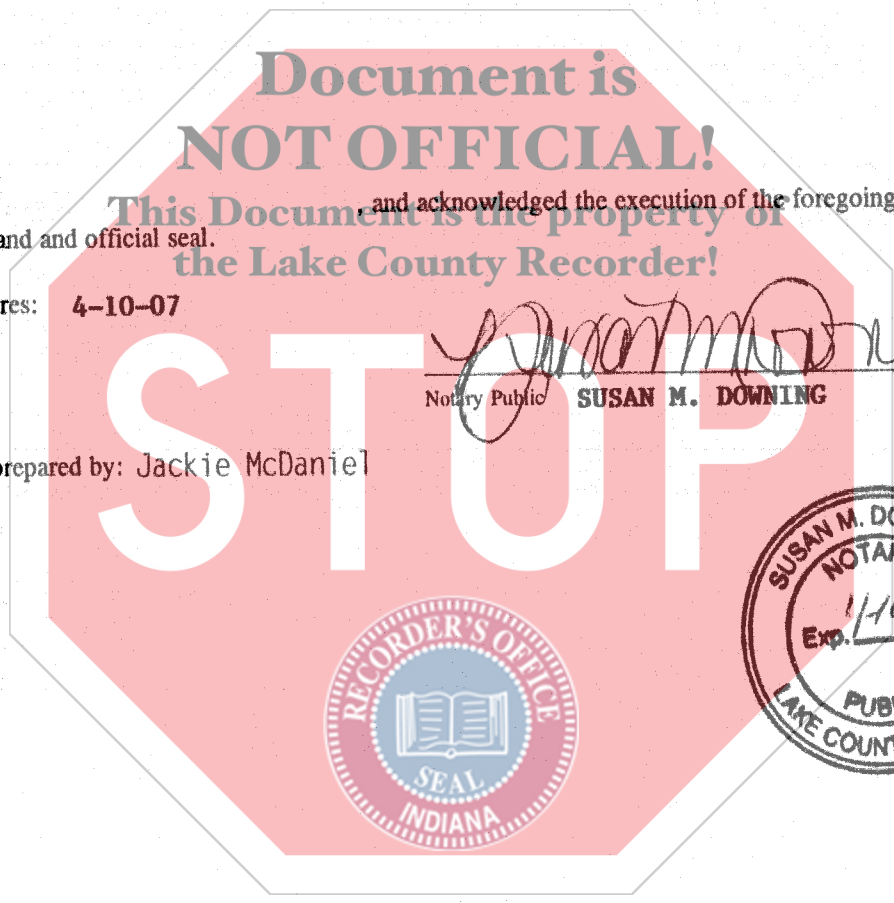 Document is
NOT OFFICIAL!
This Document is the property of
the Lake County Recorder!
, and acknowledged the execution of the foregoing
and and official seal.
res: 4-10-07
STOP
Notary Public SUSAN M. DOWNING
prepared by: Jackie McDaniel
SUSAN M. DO
NOTA
Exp.
PUB
LAKE COUNT
RECORDER'S OFFICE
SEAL
INDIANA